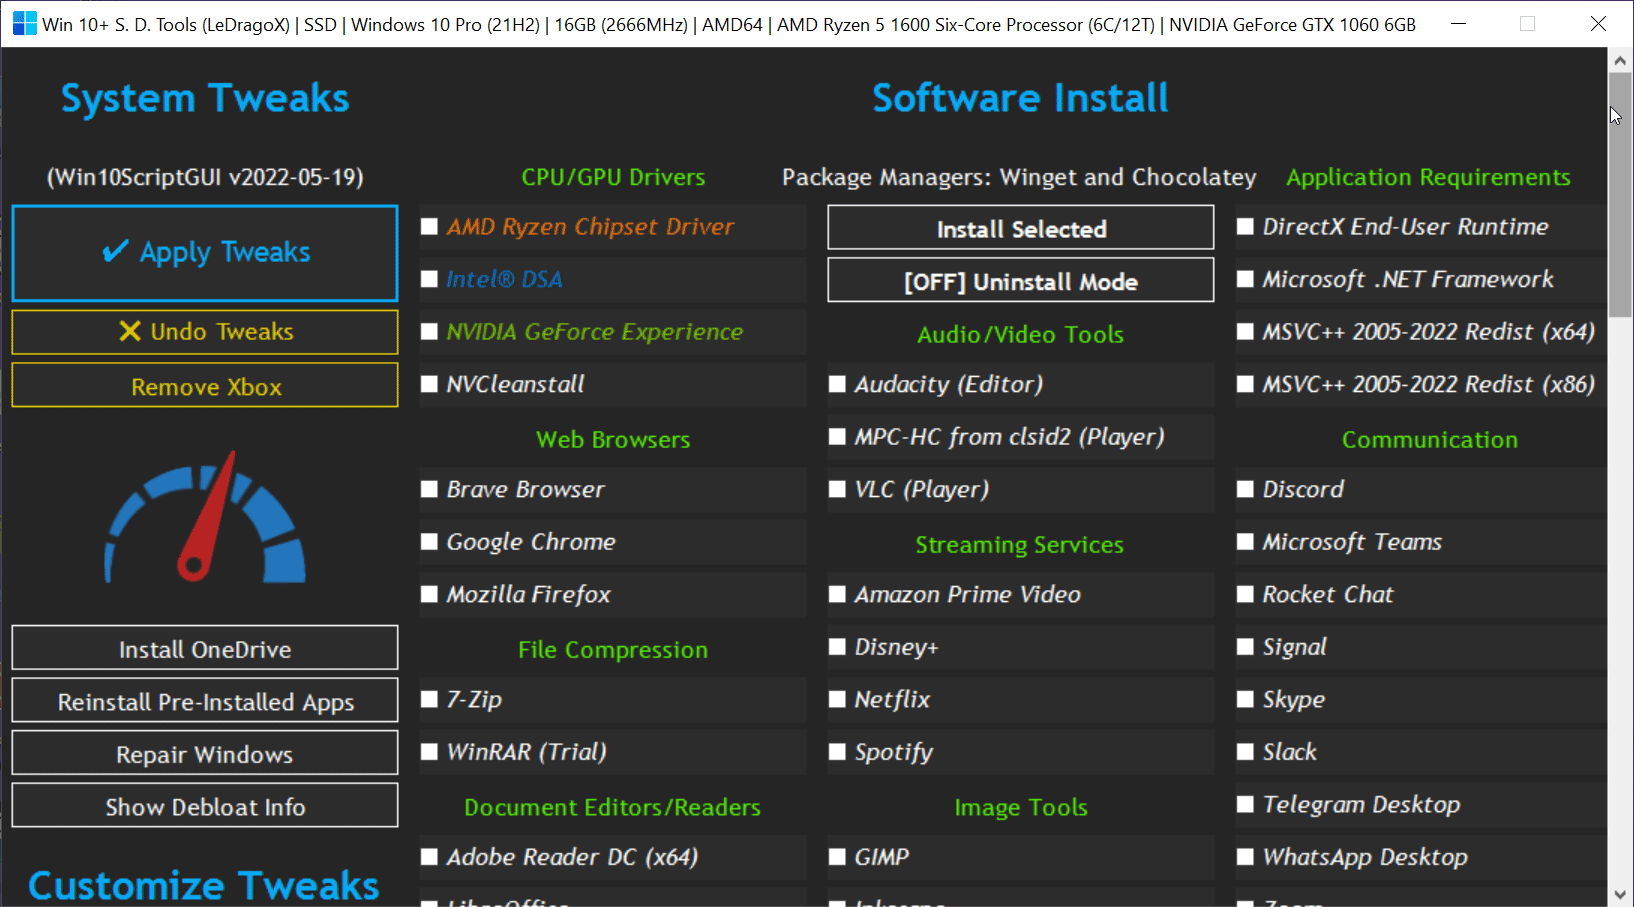 Win 10+ S. D. Tools (LeDragoX) | SSD | Windows 10 Pro (21H2) | 16GB (2666MHz) | AMD64 | AMD Ryzen 5 1600 Six-Core Processor (6C/12T) | NVIDIA GeForce GTX 1060 6GB
System Tweaks
(Win10ScriptGUI v2022-05-19)
✔ Apply Tweaks
❌ Undo Tweaks
Remove Xbox
Install OneDrive
Reinstall Pre-Installed Apps
Repair Windows
Show Debloat Info
Customize Tweaks
Software Install
CPU/GPU Drivers
AMD Ryzen Chipset Driver
Intel® DSA
NVIDIA GeForce Experience
NVCleanstall
Web Browsers
Brave Browser
Google Chrome
Mozilla Firefox
File Compression
7-Zip
WinRAR (Trial)
Document Editors/Readers
Adobe Reader DC (x64)
LibreOffice
Package Managers: Winget and Chocolatey
Install Selected
[OFF] Uninstall Mode
Audio/Video Tools
Audacity (Editor)
MPC-HC from clsid2 (Player)
VLC (Player)
Streaming Services
Amazon Prime Video
Disney+
Netflix
Spotify
Image Tools
GIMP
Inkscape
Application Requirements
DirectX End-User Runtime
Microsoft .NET Framework
MSVC++ 2005-2022 Redist (x64)
MSVC++ 2005-2022 Redist (x86)
Communication
Discord
Microsoft Teams
Rocket Chat
Signal
Skype
Slack
Telegram Desktop
WhatsApp Desktop
Zoom